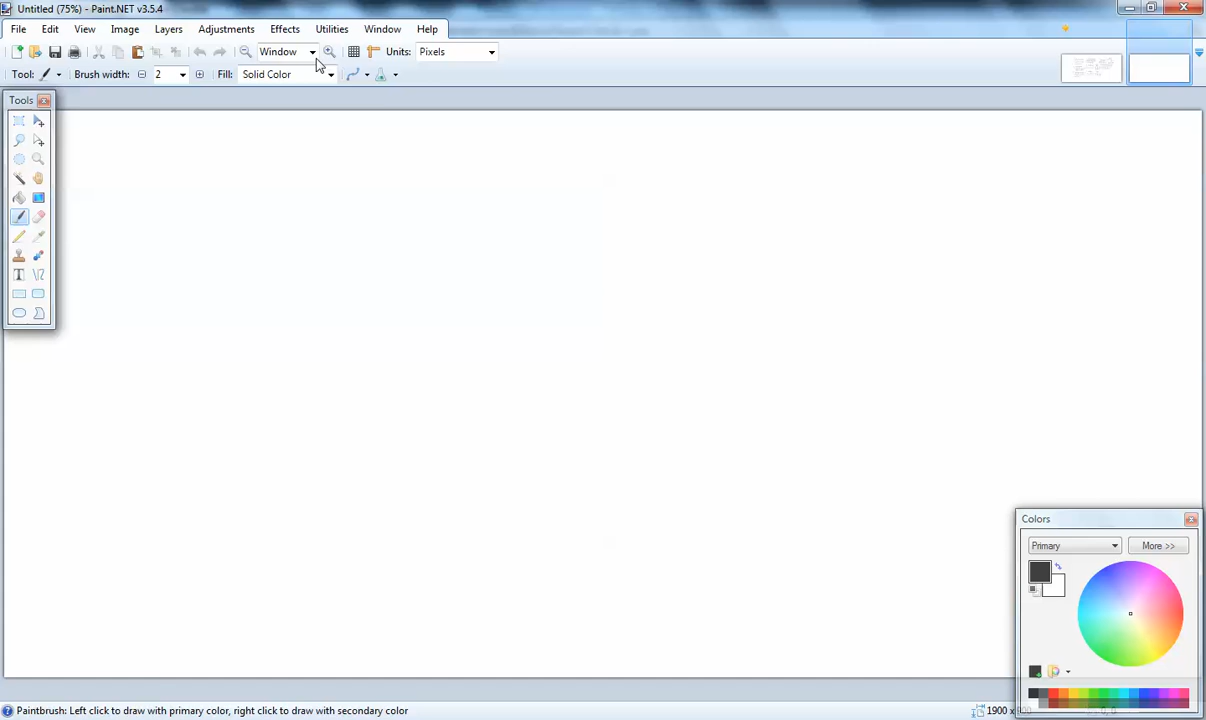 Untitled (75%) - Paint.NET v3.5.4
File Edit View Image Layers Adjustments Effects Utilities Window Help
Window Units: Pixels
Tool: Brush width: 2 Fill: Solid Color
Tools
Colors
Primary More >>
Paintbrush: Left click to draw with primary color, right click to draw with secondary color
1900 x